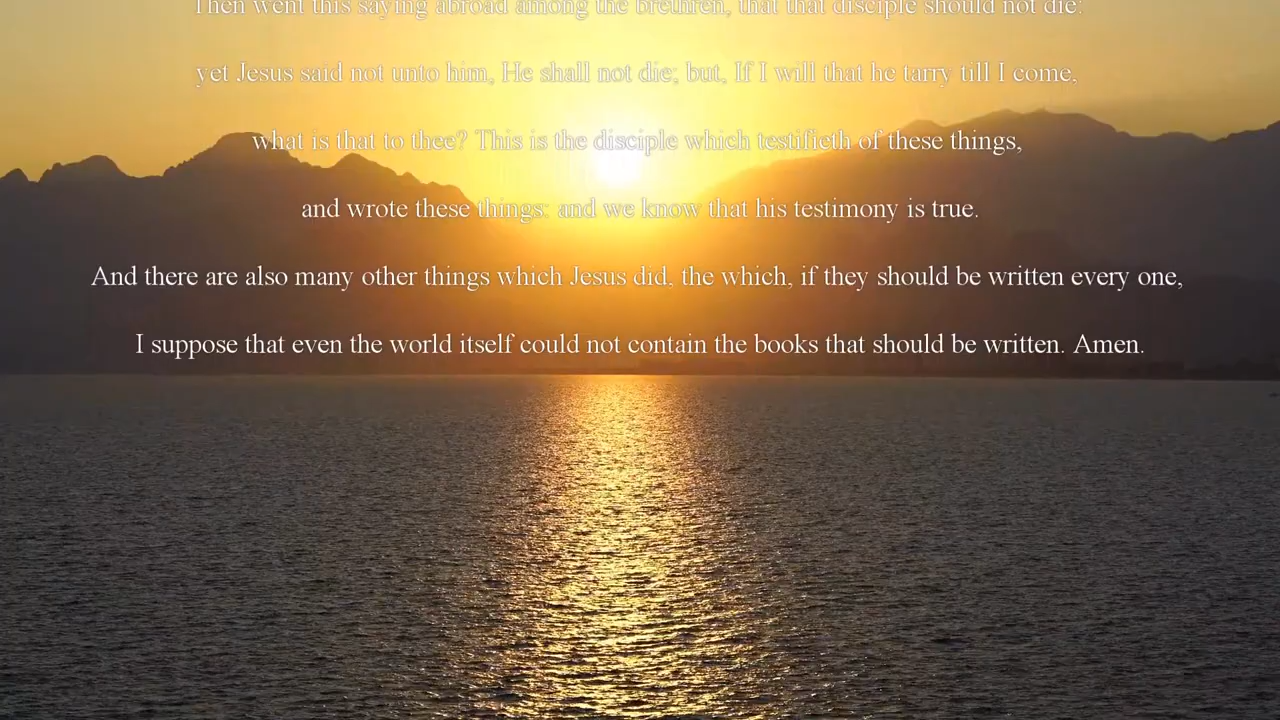 Then went this saying abroad among the brethren, that that disciple should not die:
yet Jesus said not unto him, He shall not die; but, If I will that he tarry till I come,
what is that to thee? This is the disciple which testifieth of these things,
and wrote these things: and we know that his testimony is true.
And there are also many other things which Jesus did, the which, if they should be written every one,
I suppose that even the world itself could not contain the books that should be written. Amen.